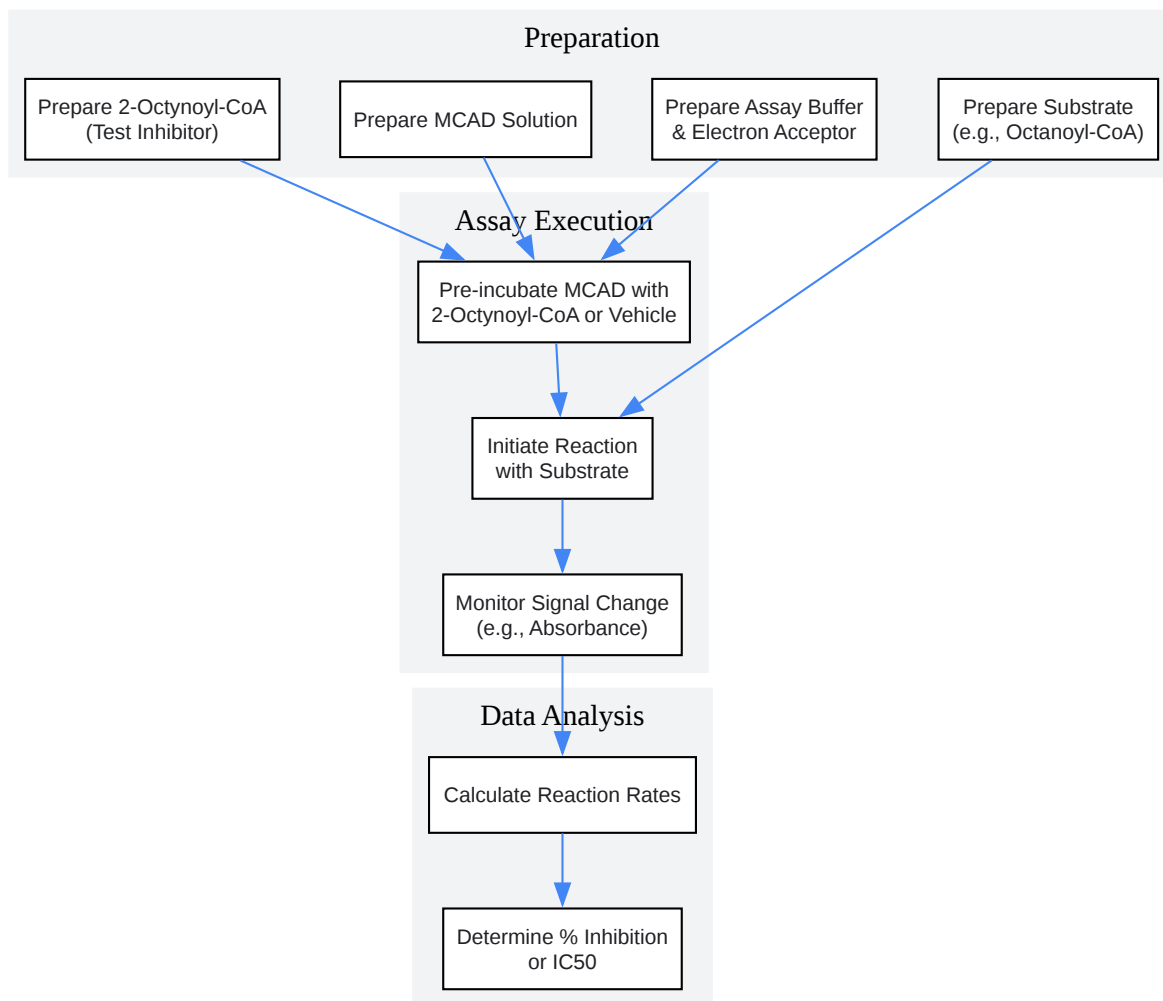 Preparation
Prepare 2-Octynoyl-CoA
(Test Inhibitor)
Prepare MCAD Solution
Prepare Assay Buffer
& Electron Acceptor
Prepare Substrate
(e.g., Octanoyl-CoA)
Assay Execution
Pre-incubate MCAD with
2-Octynoyl-CoA or Vehicle
Initiate Reaction
with Substrate
Monitor Signal Change
(e.g., Absorbance)
Data Analysis
Calculate Reaction Rates
Determine % Inhibition
or IC50